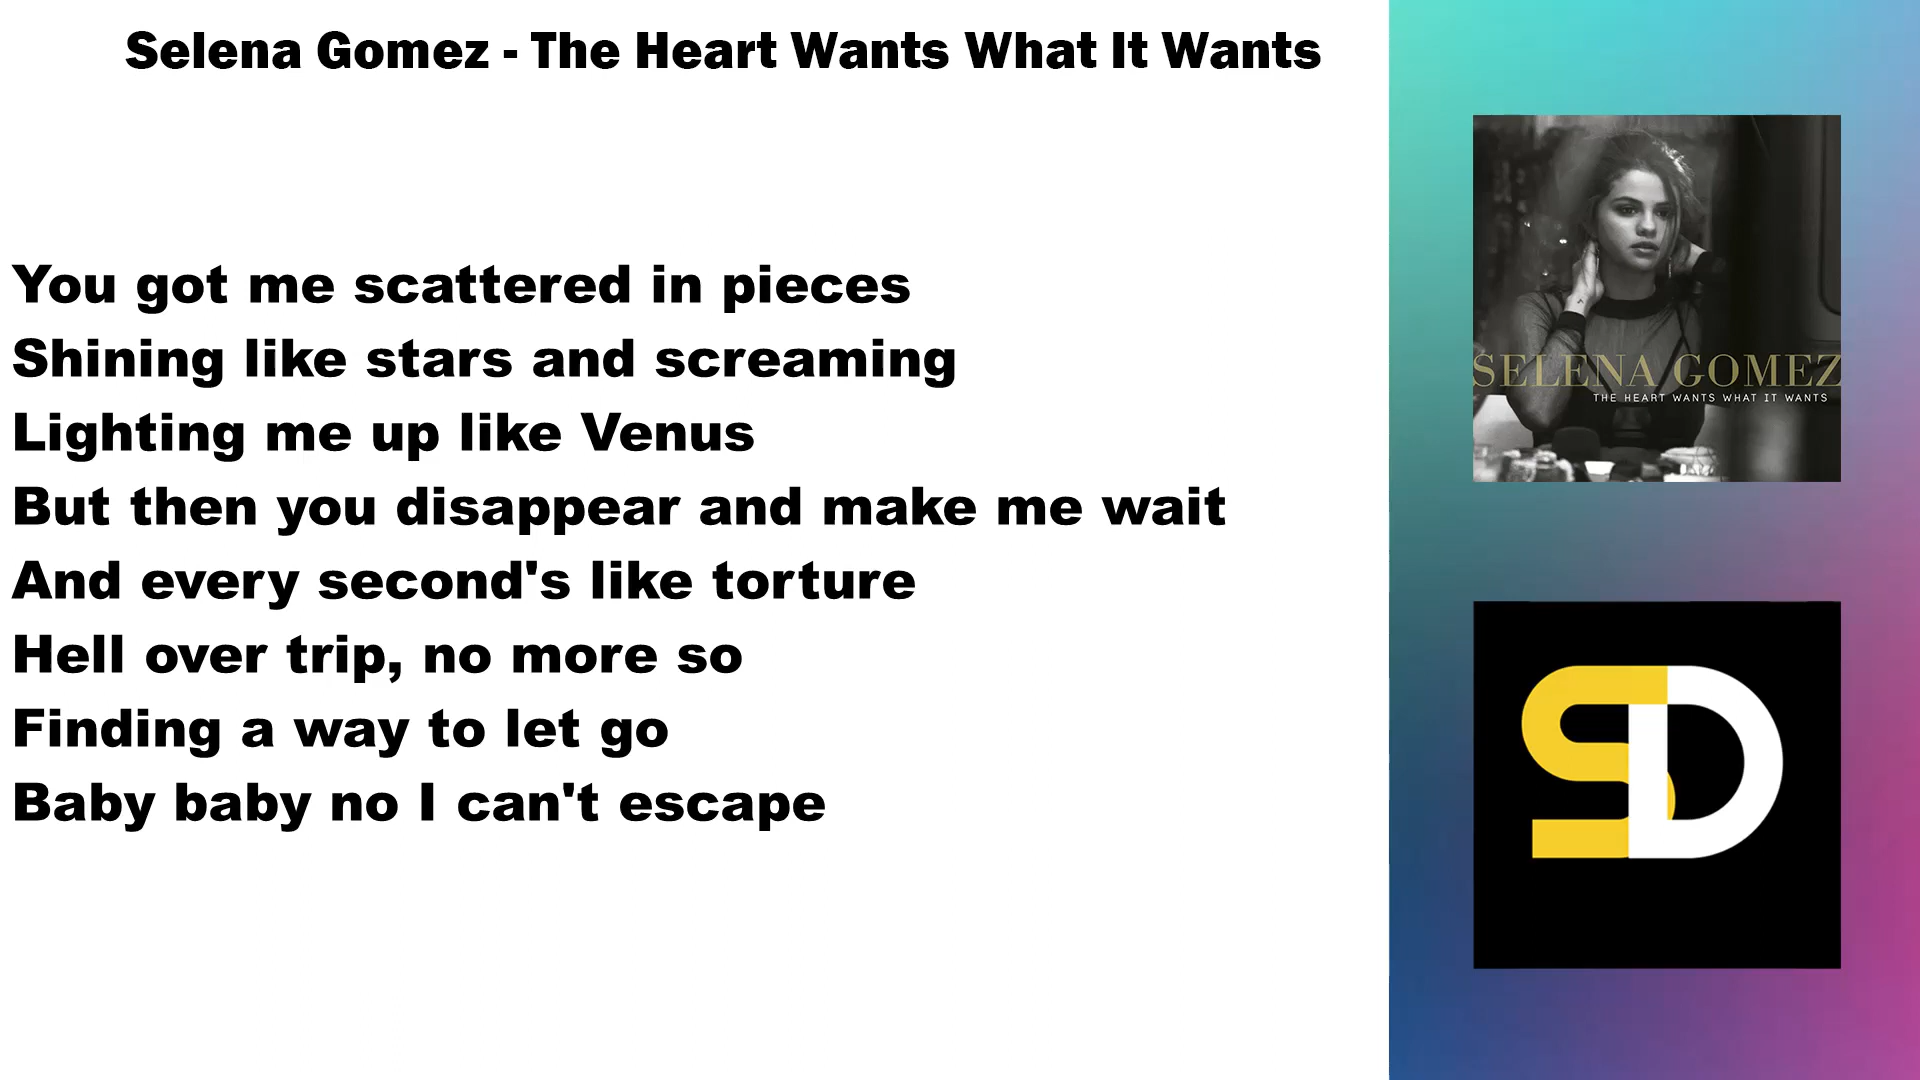 Selena Gomez - The Heart Wants What It Wants
You got me scattered in pieces
Shining like stars and screaming
Lighting me up like Venus
But then you disappear and make me wait
And every second's like torture
Hell over trip, no more so
Finding a way to let go
Baby baby no I can't escape
SELENA GOMEZ
THE HEART WANTS WHAT IT WANTS
SD